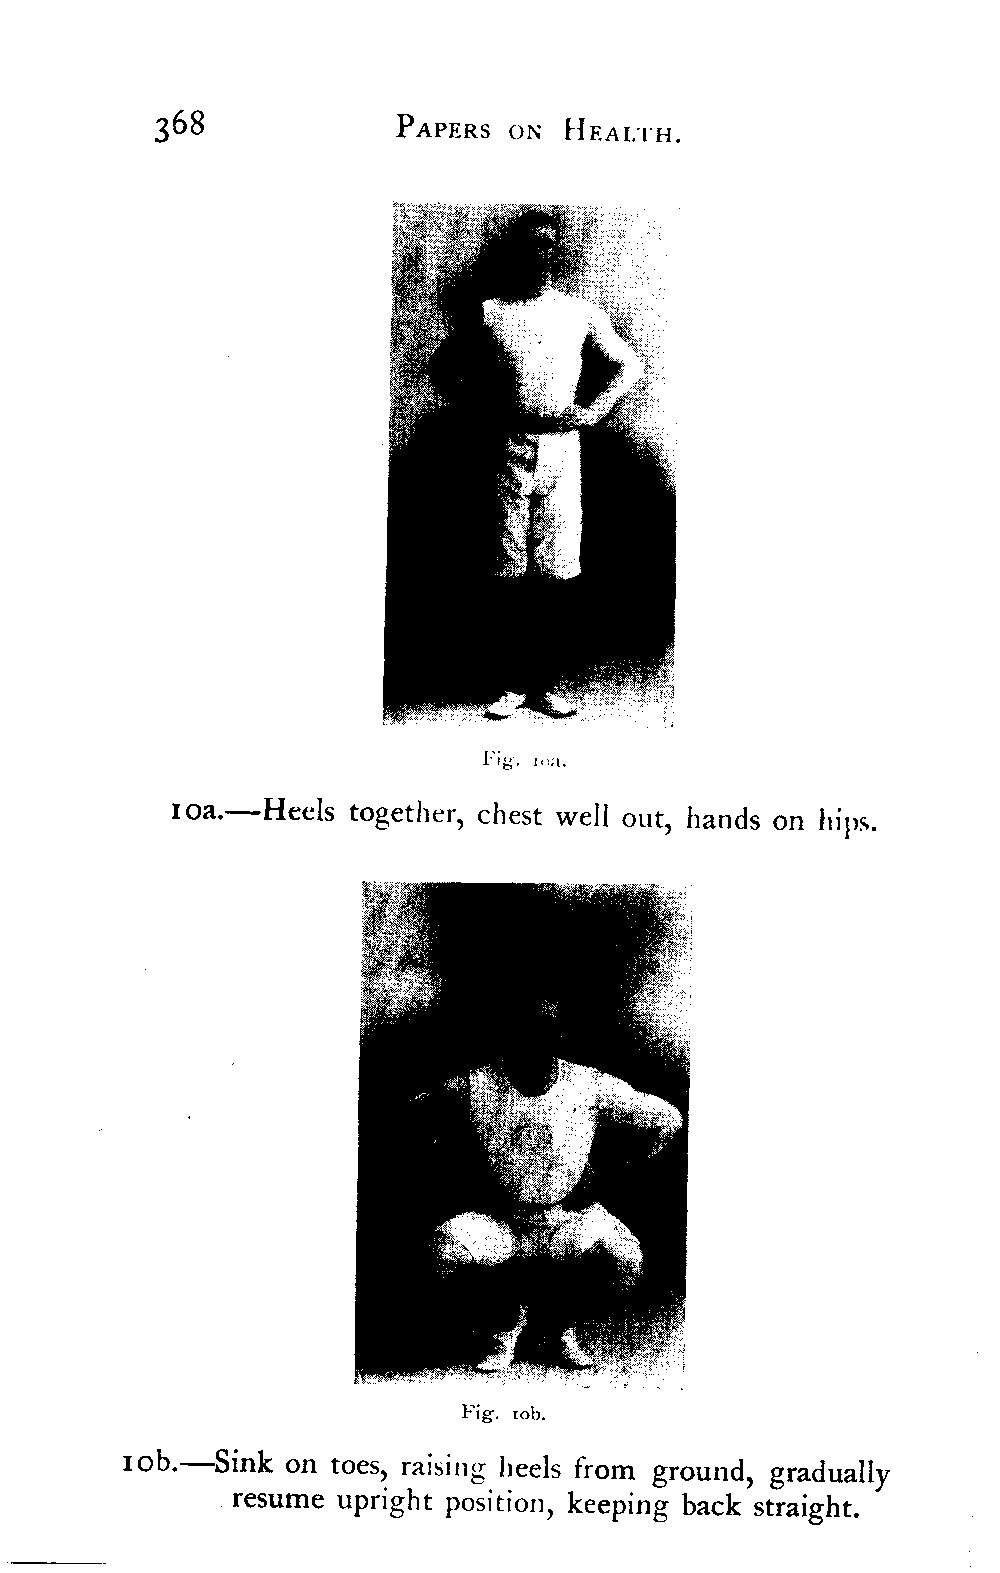 368
PAPERS ON HEALTH.
Fig. 10a.
10a.—Heels together, chest well out, hands on hips.
Fig. 10b.
10b.—Sink on toes, raising heels from ground, gradually
resume upright position, keeping back straight.